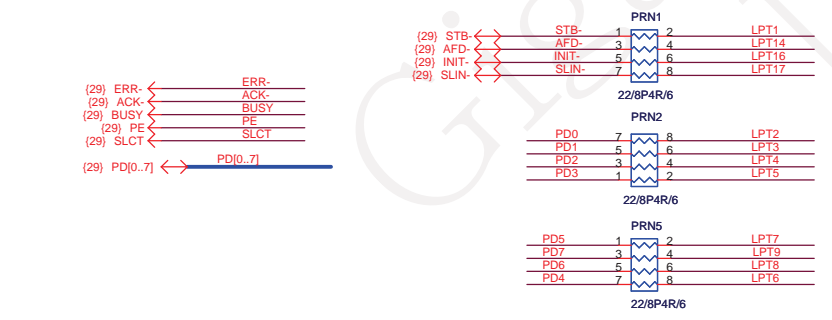 PRN1
{29} STB- STB- 1 2 LPT1
{29} AFD- AFD- 3 4 LPT14
{29} INIT- INIT- 5 6 LPT16
{29} SLIN- SLIN- 7 8 LPT17
22/8P4R/6
{29} ERR- ERR-
{29} ACK- ACK-
{29} BUSY BUSY
{29} PE PE
{29} SLCT SLCT
{29} PD[0..7] PD[0..7]
PRN2
PD0 7 8 LPT2
PD1 5 6 LPT3
PD2 3 4 LPT4
PD3 1 2 LPT5
22/8P4R/6
PRN5
PD5 1 2 LPT7
PD7 3 4 LPT9
PD6 5 6 LPT8
PD4 7 8 LPT6
22/8P4R/6